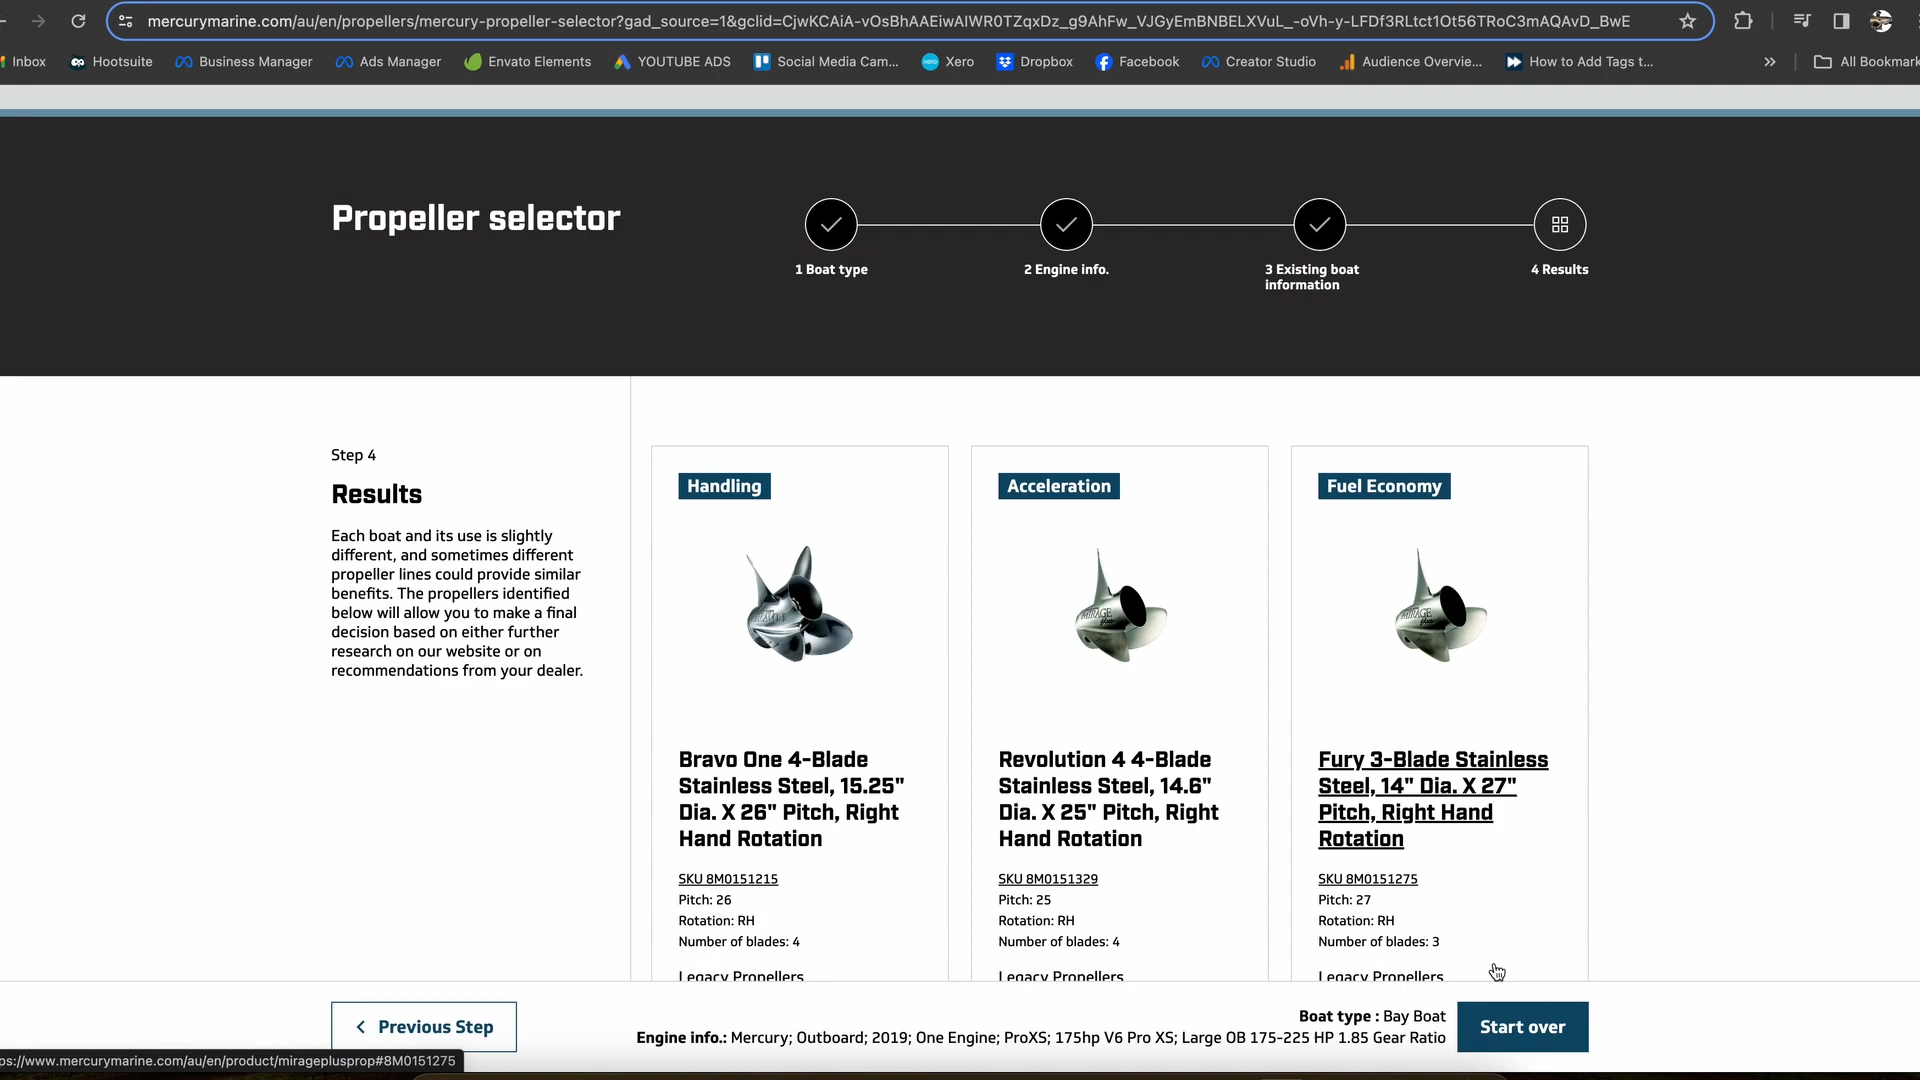 mercurymarine.com/au/en/propellers/mercury-propeller-selector?gad_source=1&gclid=CjwKCAiA-vOsBhAAEiwAIWR0TZqxDz_g9AhFw_VJGyEmBNBELXVuL_-oVh-y-LFDf3RLtct1Ot56TRoC3mAQAvD_BwE
Inbox Hootsuite Business Manager Ads Manager Envato Elements YOUTUBE ADS Social Media Cam... Xero Dropbox Facebook Creator Studio Audience Overvie... How to Add Tags t... All Bookmark
Propeller selector
1 Boat type
2 Engine info.
3 Existing boat
information
4 Results
Step 4
Results
Each boat and its use is slightly
different, and sometimes different
propeller lines could provide similar
benefits. The propellers identified
below will allow you to make a final
decision based on either further
research on our website or on
recommendations from your dealer.
Handling
Bravo One 4-Blade
Stainless Steel, 15.25"
Dia. X 26" Pitch, Right
Hand Rotation
SKU 8M0151215
Pitch: 26
Rotation: RH
Number of blades: 4
Legacy Propellers
Acceleration
MIRAGE
plus
Revolution 4 4-Blade
Stainless Steel, 14.6"
Dia. X 25" Pitch, Right
Hand Rotation
SKU 8M0151329
Pitch: 25
Rotation: RH
Number of blades: 4
Legacy Propellers
Fuel Economy
MIRAGE
plus
Fury 3-Blade Stainless
Steel, 14" Dia. X 27"
Pitch, Right Hand
Rotation
SKU 8M0151275
Pitch: 27
Rotation: RH
Number of blades: 3
Legacy Propellers
Previous Step
Boat type : Bay Boat
Engine info.: Mercury; Outboard; 2019; One Engine; ProXS; 175hp V6 Pro XS; Large OB 175-225 HP 1.85 Gear Ratio
Start over
ps://www.mercurymarine.com/au/en/product/mirageplusprop#8M0151275